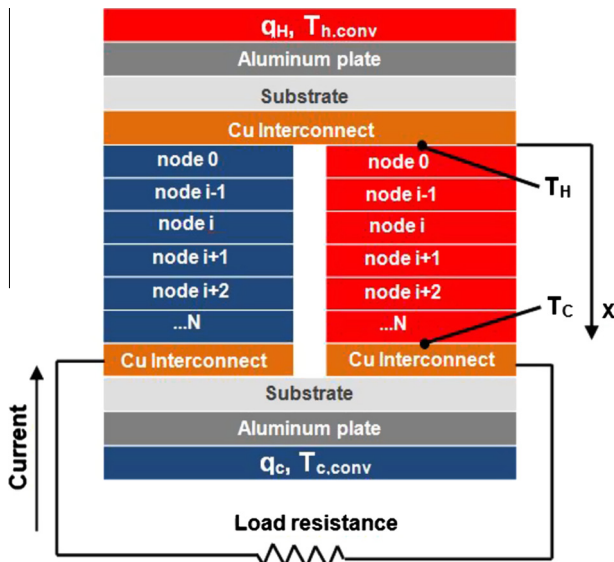 qH, Th.conv
Aluminum plate
Substrate
Cu Interconnect
node 0 node 0
node i-1 node i-1
TH
node i node i
node i+1 node i+1
node i+2 node i+2
TC
X
...N ...N
Cu Interconnect Cu Interconnect
Substrate
Current
Aluminum plate
qc, Tc,conv
Load resistance